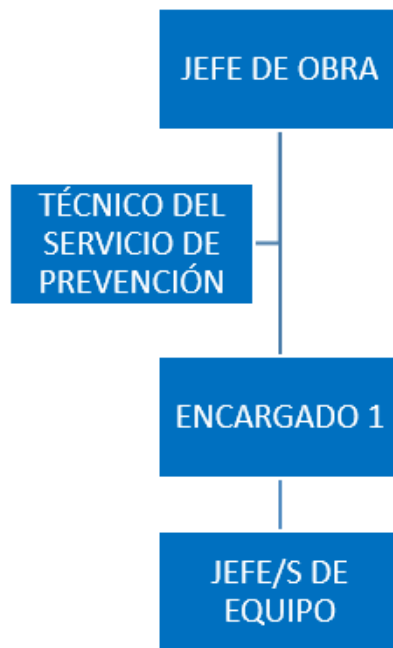 JEFE DE OBRA
TÉCNICO DEL
SERVICIO DE
PREVENCIÓN
ENCARGADO 1
JEFE/S DE
EQUIPO